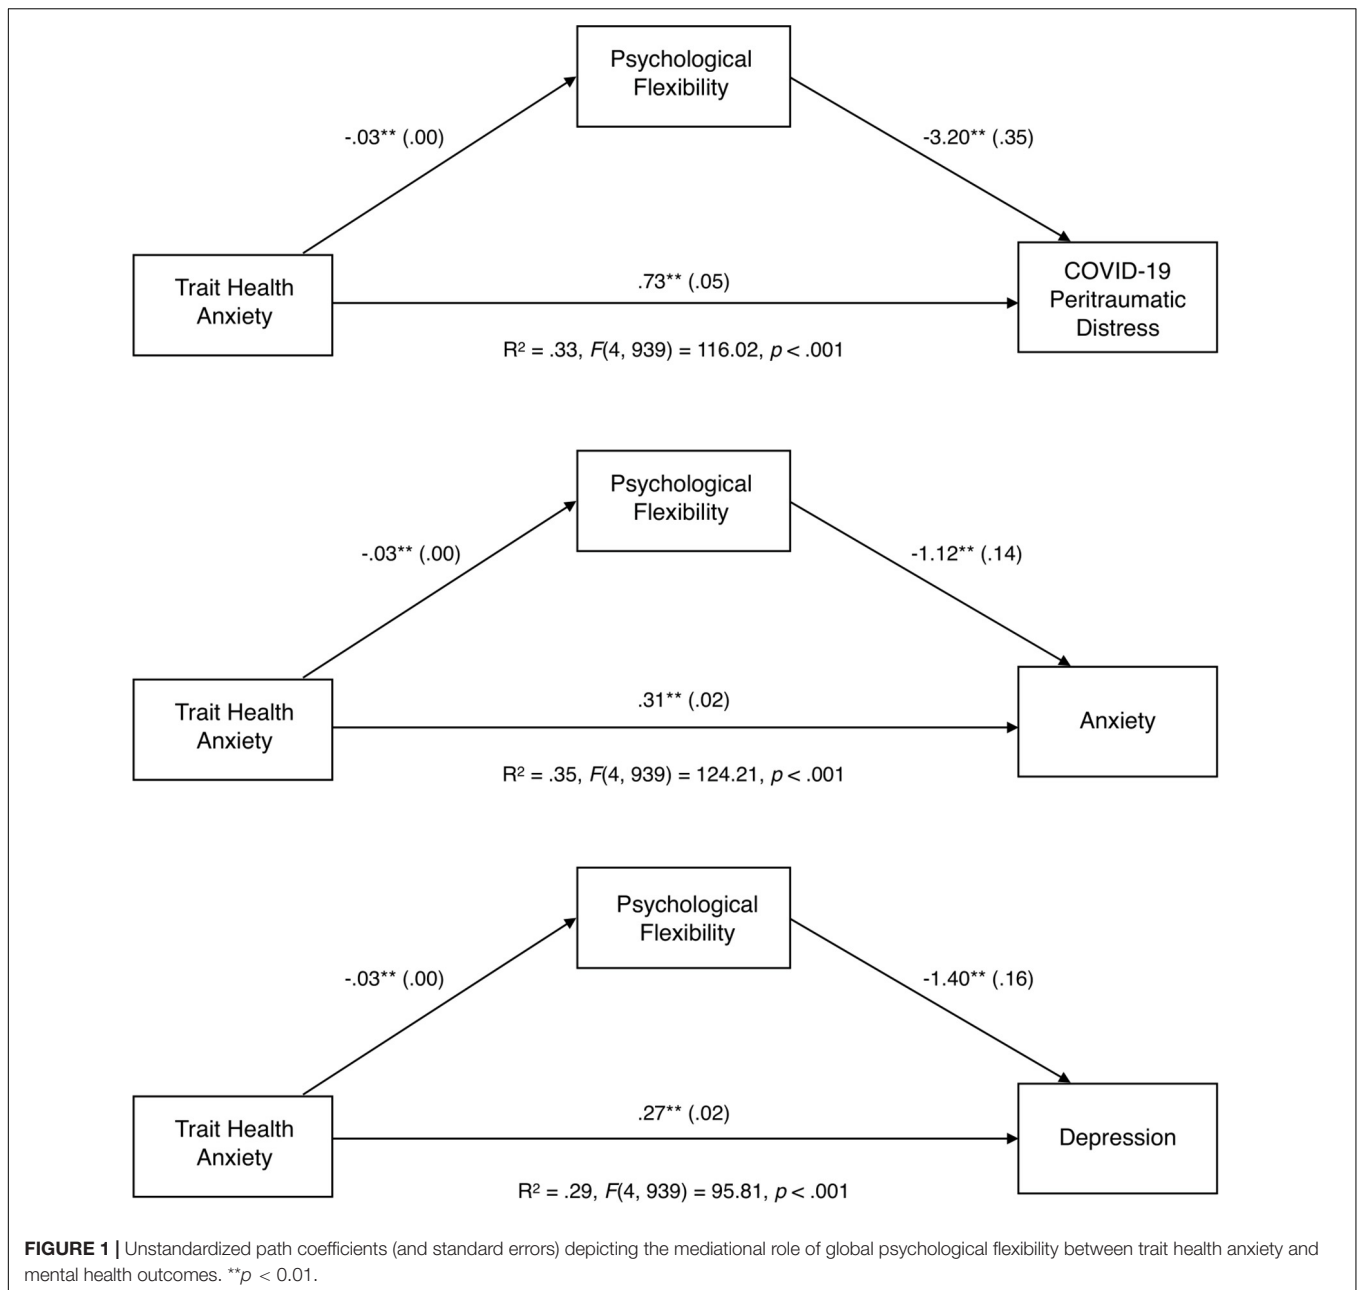 Psychological
Flexibility
-.03** (.00)
-3.20** (.35)
Trait Health
Anxiety
.73** (.05)
COVID-19
Peritraumatic
Distress
R² = .33, F(4, 939) = 116.02, p < .001
Psychological
Flexibility
-.03** (.00)
-1.12** (.14)
Trait Health
Anxiety
.31** (.02)
Anxiety
R² = .35, F(4, 939) = 124.21, p < .001
Psychological
Flexibility
-.03** (.00)
-1.40** (.16)
Trait Health
Anxiety
.27** (.02)
Depression
R² = .29, F(4, 939) = 95.81, p < .001
FIGURE 1 | Unstandardized path coefficients (and standard errors) depicting the mediational role of global psychological flexibility between trait health anxiety and
mental health outcomes. **p < 0.01.